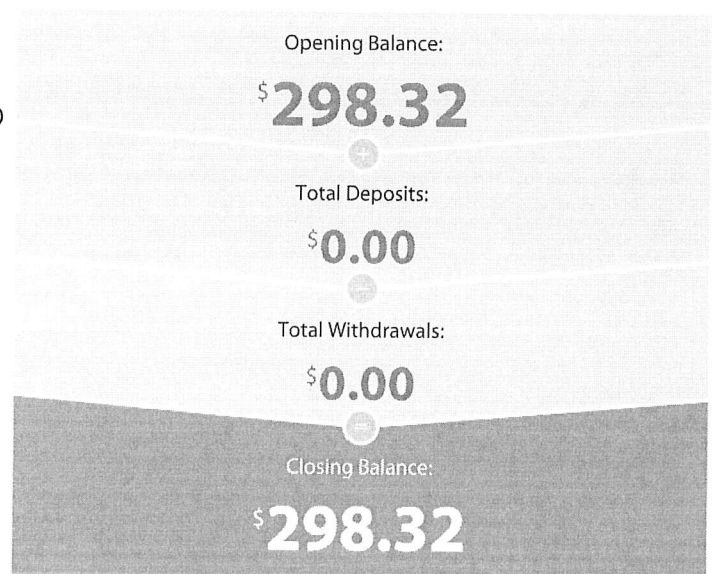 Opening Balance:
$298.32
+
Total Deposits:
$0.00
−
Total Withdrawals:
$0.00
=
Closing Balance:
$298.32